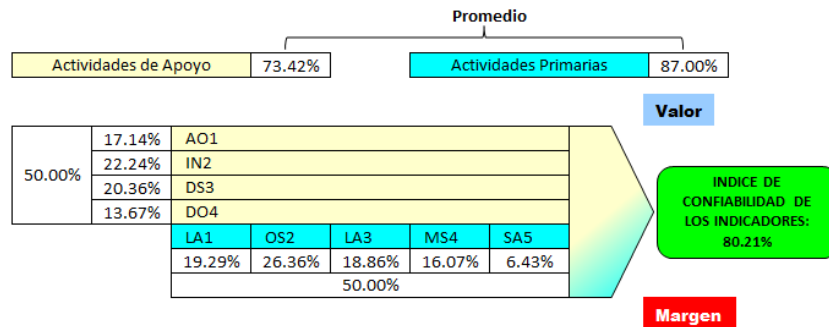 Promedio
Actividades de Apoyo 73.42% Actividades Primarias 87.00%
Valor
50.00%
17.14% AO1
22.24% IN2
20.36% DS3
13.67% DO4
INDICE DE
CONFIABILIDAD DE
LOS INDICADORES:
80.21%
LA1 OS2 LA3 MS4 SA5
19.29% 26.36% 18.86% 16.07% 6.43%
50.00%
Margen